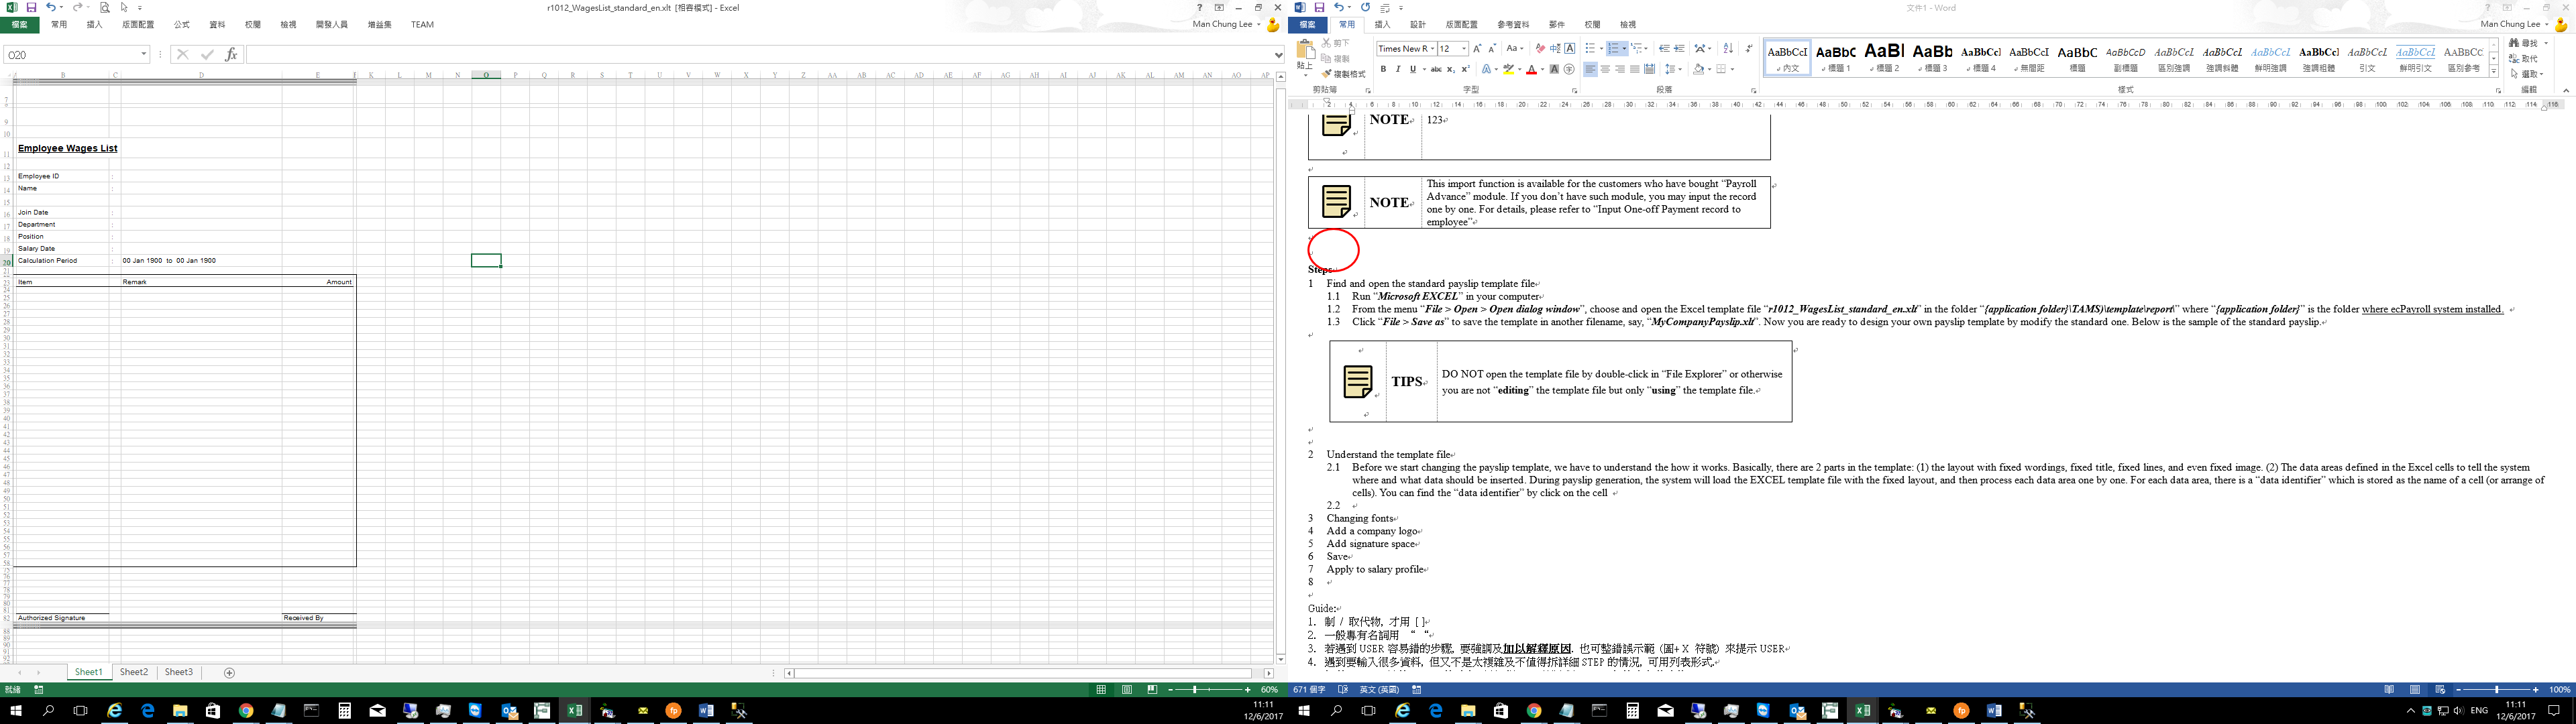 r1012_WagesList_standard_en.xlt [相容模式] - Excel
檔案 常用 插入 版面配置 公式 資料 校閱 檢視 開發人員 增益集 TEAM
Man Chung Lee
O20
fx
B C D E K L M N O P Q R S T U V W X Y Z AA AB AC AD AE AF AG AH AI AJ AK AL AM AN AO AP
Employee Wages List
Employee ID :
Name :
Join Date :
Department :
Position :
Salary Date :
Calculation Period : 00 Jan 1900 to 00 Jan 1900
Item Remark Amount
Authorized Signature Received By
Sheet1 Sheet2 Sheet3
就緒
60%
11:11
12/6/2017
文件1 - Word
檔案 常用 插入 設計 版面配置 參考資料 郵件 校閱 檢視
Man Chung Lee
貼上
剪下
複製
複製格式
剪貼簿
Times New R 12
字型
段落
AaBbCcI AaBbC AaBl AaBb AaBbCcl AaBbCcI AaBbC AaBbCcD AaBbCcL AaBbCcL AaBbCcL AaBbCcI AaBbCcL AaBbCcL AABBCC
內文 標題 1 標題 2 標題 3 標題 4 無間距 標題 副標題 區別強調 強調斜體 鮮明強調 強調粗體 引文 鮮明引文 區別參考
樣式
尋找
取代
選取
編輯
NOTE 123
NOTE
This import function is available for the customers who have bought “Payroll
Advance” module. If you don’t have such module, you may input the record
one by one. For details, please refer to “Input One-off Payment record to
employee”
Steps
1 Find and open the standard payslip template file
1.1 Run “Microsoft EXCEL” in your computer
1.2 From the menu “File > Open > Open dialog window”, choose and open the Excel template file “r1012_WagesList_standard_en.xlt” in the folder “{application folder}\TAMS)\template\report\” where “{application folder}” is the folder where ecPayroll system installed.
1.3 Click “File > Save as” to save the template in another filename, say, “MyCompanyPayslip.xlt”. Now you are ready to design your own payslip template by modify the standard one. Below is the sample of the standard payslip.
TIPS
DO NOT open the template file by double-click in “File Explorer” or otherwise
you are not “editing” the template file but only “using” the template file.
2 Understand the template file
2.1 Before we start changing the payslip template, we have to understand the how it works. Basically, there are 2 parts in the template: (1) the layout with fixed wordings, fixed title, fixed lines, and even fixed image. (2) The data areas defined in the Excel cells to tell the system
where and what data should be inserted. During payslip generation, the system will load the EXCEL template file with the fixed layout, and then process each data area one by one. For each data area, there is a “data identifier” which is stored as the name of a cell (or arrange of
cells). You can find the “data identifier” by click on the cell
2.2
3 Changing fonts
4 Add a company logo
5 Add signature space
6 Save
7 Apply to salary profile
8
Guide:
1. 制 / 取代物, 才用 [ ]
2. 一般專有名詞用 “ “
3. 若遇到 USER 容易錯的步驟, 要強調及加以解釋原因. 也可整錯誤示範 (圖+ X 符號) 來提示 USER
4. 遇到要輸入很多資料, 但又不是太複雜及不值得拆詳細 STEP 的情況, 可用列表形式.
671 個字 英文 (英國)
100%
ENG
11:11
12/6/2017